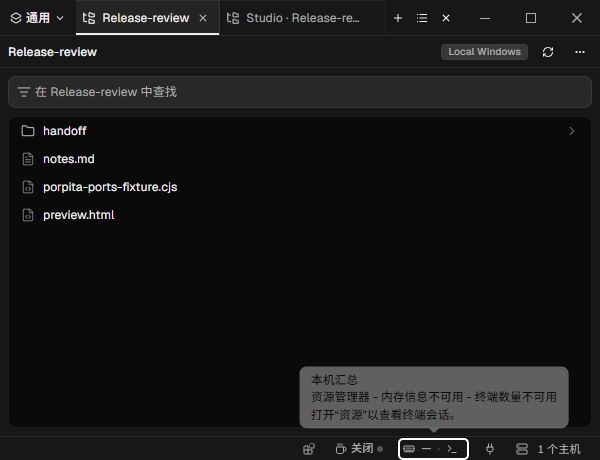 通用
Release-review
Studio · Release-re...
Release-review
Local Windows
在 Release-review 中查找
handoff
notes.md
porpita-ports-fixture.cjs
preview.html
本机汇总
资源管理器 - 内存信息不可用 - 终端数量不可用
打开“资源”以查看终端会话。
关闭
— ·
1 个主机